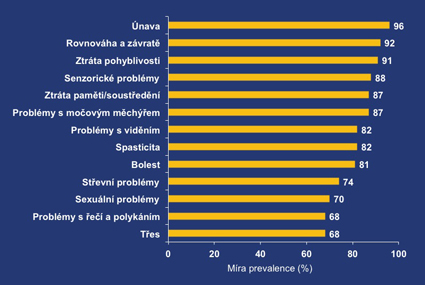 Únava 96
Rovnováha a závratě 92
Ztráta pohyblivosti 91
Senzorické problémy 88
Ztráta paměti/soustředění 87
Problémy s močovým měchýřem 87
Problémy s viděním 82
Spasticita 82
Bolest 81
Střevní problémy 74
Sexuální problémy 70
Problémy s řečí a polykáním 68
Třes 68
0 20 40 60 80 100
Míra prevalence (%)